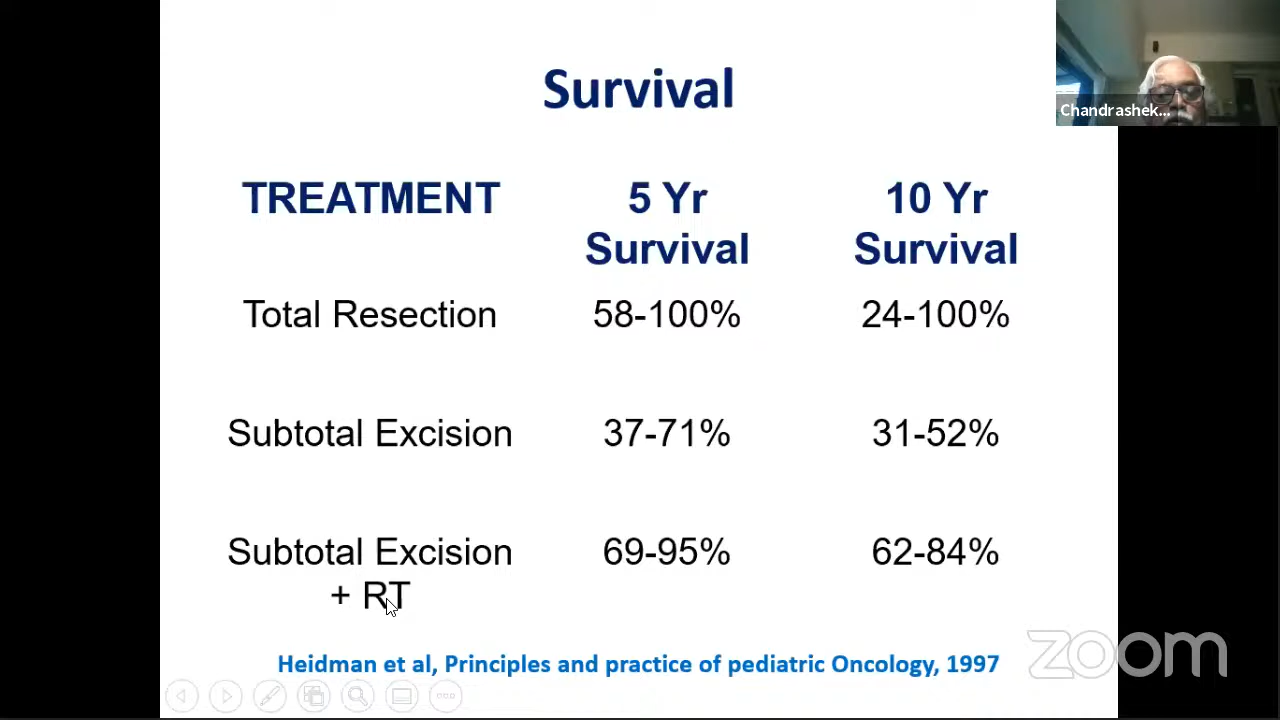 Survival
Chandrashek...
TREATMENT 5 Yr Survival 10 Yr Survival
Total Resection 58-100% 24-100%
Subtotal Excision 37-71% 31-52%
Subtotal Excision + RT 69-95% 62-84%
Heidman et al, Principles and practice of pediatric Oncology, 1997
zoom